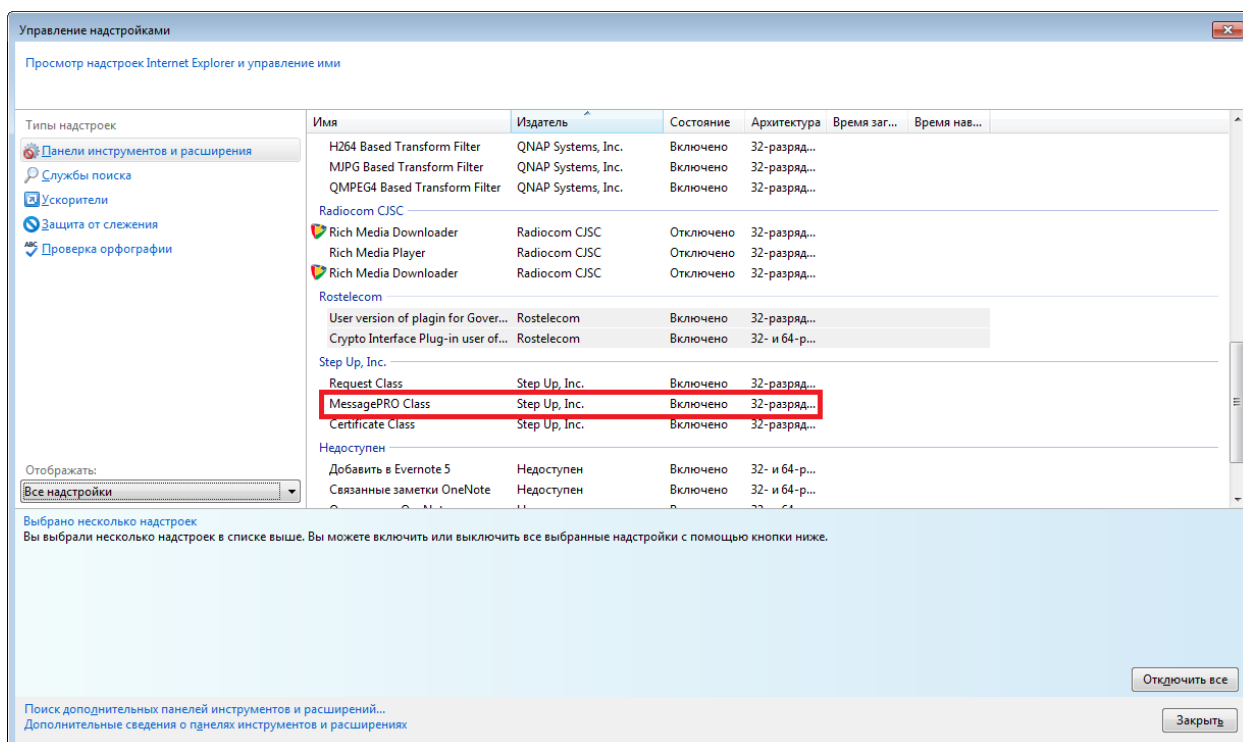 Управление надстройками
Просмотр надстроек Internet Explorer и управление ими
Типы надстроек
Панели инструментов и расширения
Службы поиска
Ускорители
Защита от слежения
Проверка орфографии
Отображать:
Все надстройки
Имя Издатель Состояние Архитектура Время заг... Время нав...
H264 Based Transform Filter QNAP Systems, Inc. Включено 32-разряд...
MJPG Based Transform Filter QNAP Systems, Inc. Включено 32-разряд...
QMPEG4 Based Transform Filter QNAP Systems, Inc. Включено 32-разряд...
Radiocom CJSC
Rich Media Downloader Radiocom CJSC Отключено 32-разряд...
Rich Media Player Radiocom CJSC Отключено 32-разряд...
Rich Media Downloader Radiocom CJSC Отключено 32-разряд...
Rostelecom
User version of plagin for Gover... Rostelecom Включено 32-разряд...
Crypto Interface Plug-in user of... Rostelecom Включено 32- и 64-р...
Step Up, Inc.
Request Class Step Up, Inc. Включено 32-разряд...
MessagePRO Class Step Up, Inc. Включено 32-разряд...
Certificate Class Step Up, Inc. Включено 32-разряд...
Недоступен
Добавить в Evernote 5 Недоступен Включено 32- и 64-р...
Связанные заметки OneNote Недоступен Включено 32- и 64-р...
Выбрано несколько надстроек
Вы выбрали несколько надстроек в списке выше. Вы можете включить или выключить все выбранные надстройки с помощью кнопки ниже.
Отключить все
Поиск дополнительных панелей инструментов и расширений...
Дополнительные сведения о панелях инструментов и расширениях
Закрыть